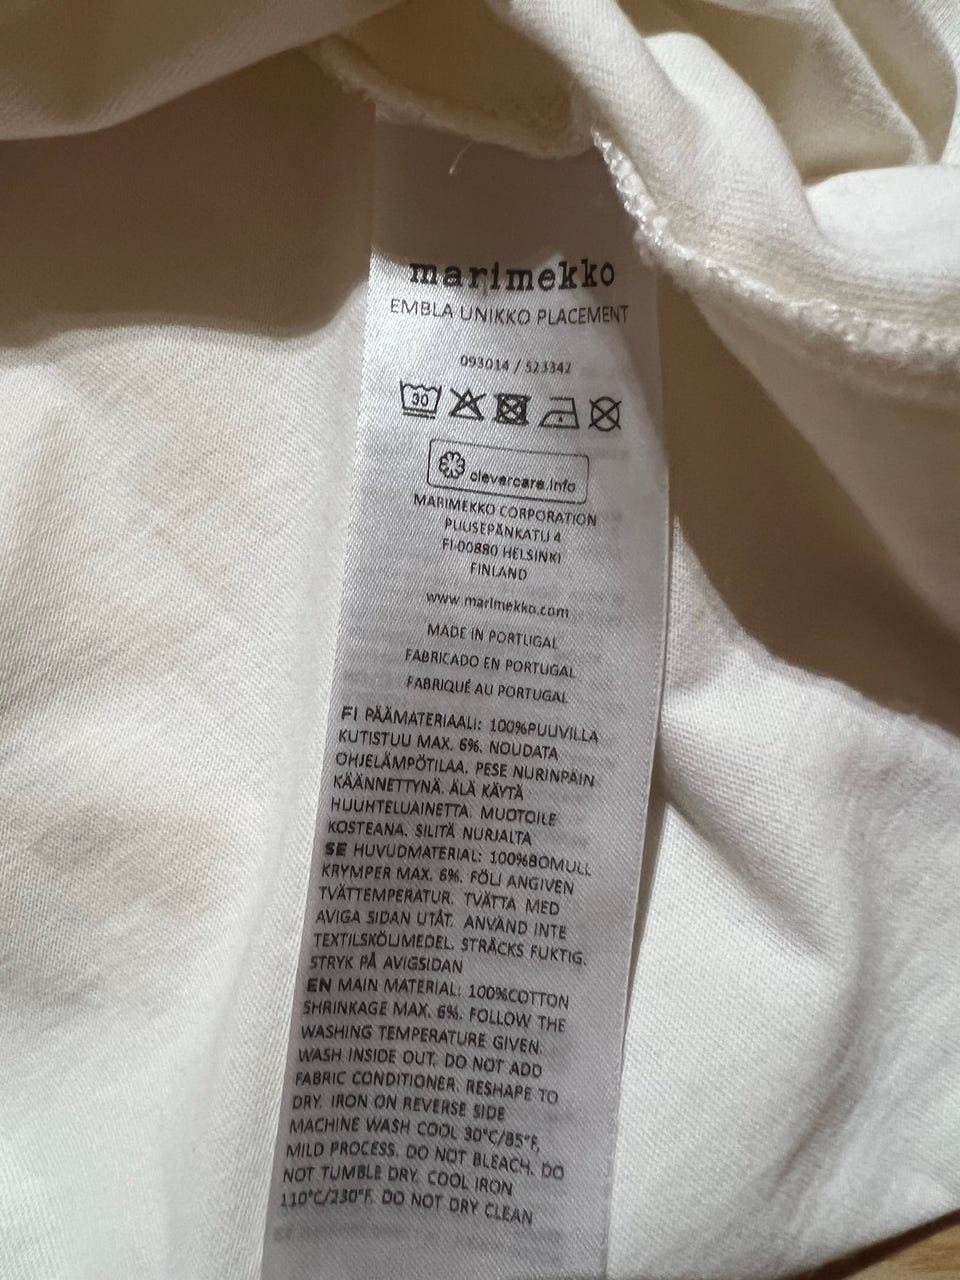 marimekko
EMBLA UNIKKO PLACEMENT
093014 / 523342
30
clevercare.info
MARIMEKKO CORPORATION
PUUSEPÄNKATU 4
FI-00880 HELSINKI
FINLAND
www.marimekko.com
MADE IN PORTUGAL
FABRICADO EN PORTUGAL
FABRIQUÉ AU PORTUGAL
FI PÄÄMATERIAALI: 100%PUUVILLA
KUTISTUU MAX. 6%. NOUDATA
OHJELÄMPÖTILAA. PESE NURINPÄIN
KÄÄNNETTYNÄ. ÄLÄ KÄYTÄ
HUUHTELUAINETTA. MUOTOILE
KOSTEANA. SILITÄ NURJALTA
SE HUVUDMATERIAL: 100%BOMULL
KRYMPER MAX. 6%. FÖLJ ANGIVEN
TVÄTTEMPERATUR. TVÄTTA MED
AVIGA SIDAN UTÅT. ANVÄND INTE
TEXTILSKÖLJMEDEL. STRÄCKS FUKTIG.
STRYK PÅ AVIGSIDAN
EN MAIN MATERIAL: 100%COTTON
SHRINKAGE MAX. 6%. FOLLOW THE
WASHING TEMPERATURE GIVEN.
WASH INSIDE OUT. DO NOT ADD
FABRIC CONDITIONER. RESHAPE TO
DRY. IRON ON REVERSE SIDE
MACHINE WASH COOL 30°C/85°F,
MILD PROCESS. DO NOT BLEACH. DO
NOT TUMBLE DRY. COOL IRON
110°C/230°F. DO NOT DRY CLEAN